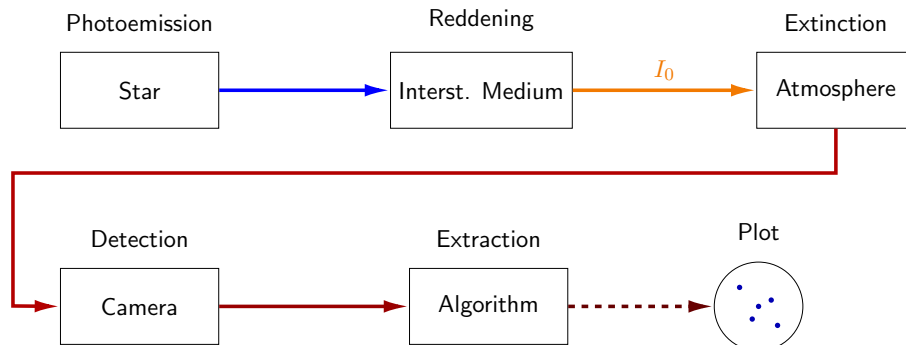 Photoemission
Reddening
Extinction
Star
Interst. Medium
I₀
Atmosphere
Detection
Extraction
Plot
Camera
Algorithm